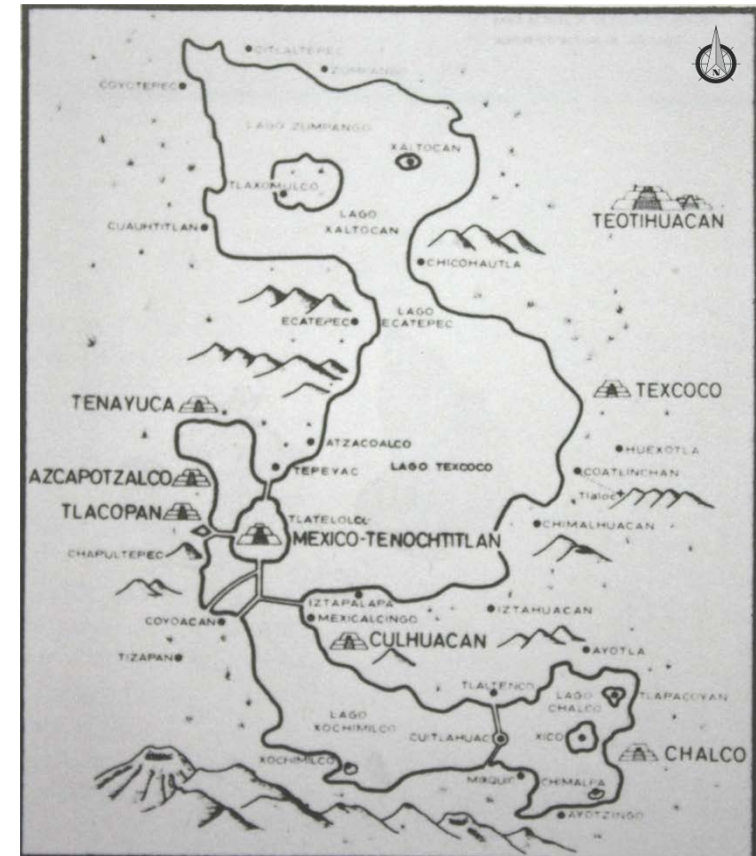 CITLALTEPEC
ZUMPANGO
COYOTEPEC
N
LAGO ZUMPANGO
XALTOCAN
TLAXOMULCO
LAGO
XALTOCAN
TEOTIHUACAN
CUAUHTITLAN
CHICOHAUTLA
LAGO
ECATEPEC
ECATEPEC
TENAYUCA
TEXCOCO
ATZACOALCO
HUEXOTLA
TEPEYAC
LAGO TEXCOCO
COATLINCHAN
AZCAPOTZALCO
Tlaloc
TLACOPAN
TLATELOLCO
CHIMALHUACAN
MEXICO-TENOCHTITLAN
CHAPULTEPEC
IZTAPALAPA
IZTAHUACAN
COYOACAN
MEXICALCINGO
CULHUACAN
AYOTLA
TIZAPAN
TLALTENCO
LAGO
CHALCO
TLAPACOYAN
LAGO
XOCHIMILCO
CUITLAHUAC
XICO
CHALCO
XOCHIMILCO
MIXQUIC
CHIMALPA
AYOTZINGO